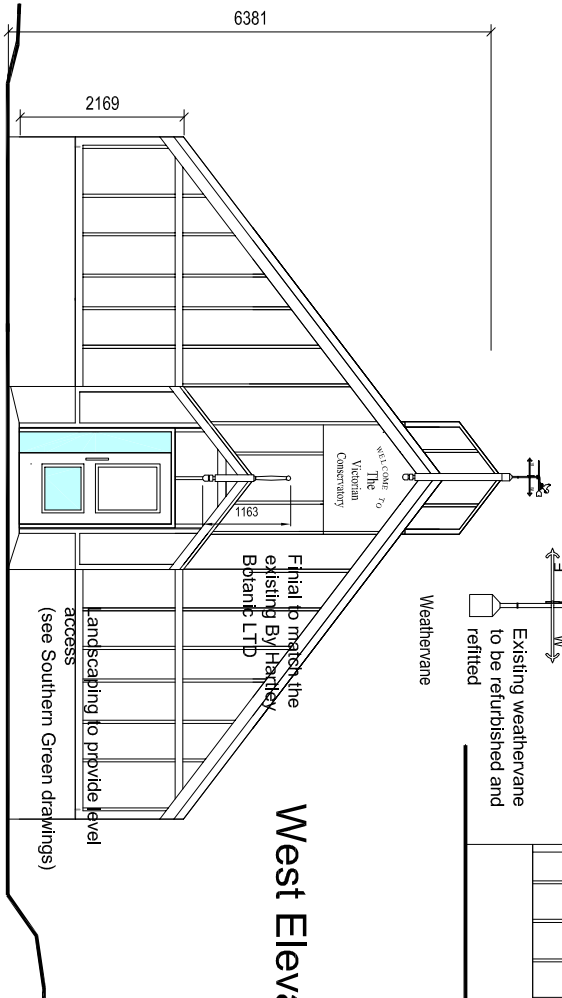 6381
2169
WELCOME TO
The
Victorian
Conservatory
1163
Finial to match the
existing By Hartley
Botanic LTD
Weathervane
E
W
Existing weathervane
to be refurbished and
refitted
Landscaping to provide level
access
(see Southern Green drawings)
West Eleva